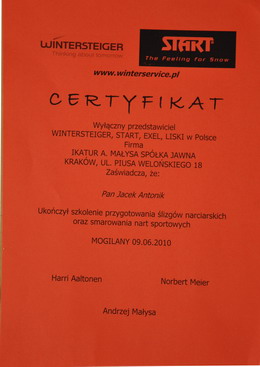 WINTERSTEIGER
Thinking about tomorrow
START
The Feeling for Snow
www.winterservice.pl
CERTYFIKAT
Wyłączny przedstawiciel
WINTERSTEIGER, START, EXEL, LISKI w Polsce
Firma
IKATUR A. MAŁYSA SPÓŁKA JAWNA
KRAKÓW, UL. PIUSA WELOŃSKIEGO 18
Zaświadcza, że:
Pan Jacek Antonik
Ukończył szkolenie przygotowania ślizgów narciarskich
oraz smarowania nart sportowych
MOGILANY 09.06.2010
Harri Aaltonen
Norbert Meier
Andrzej Małysa